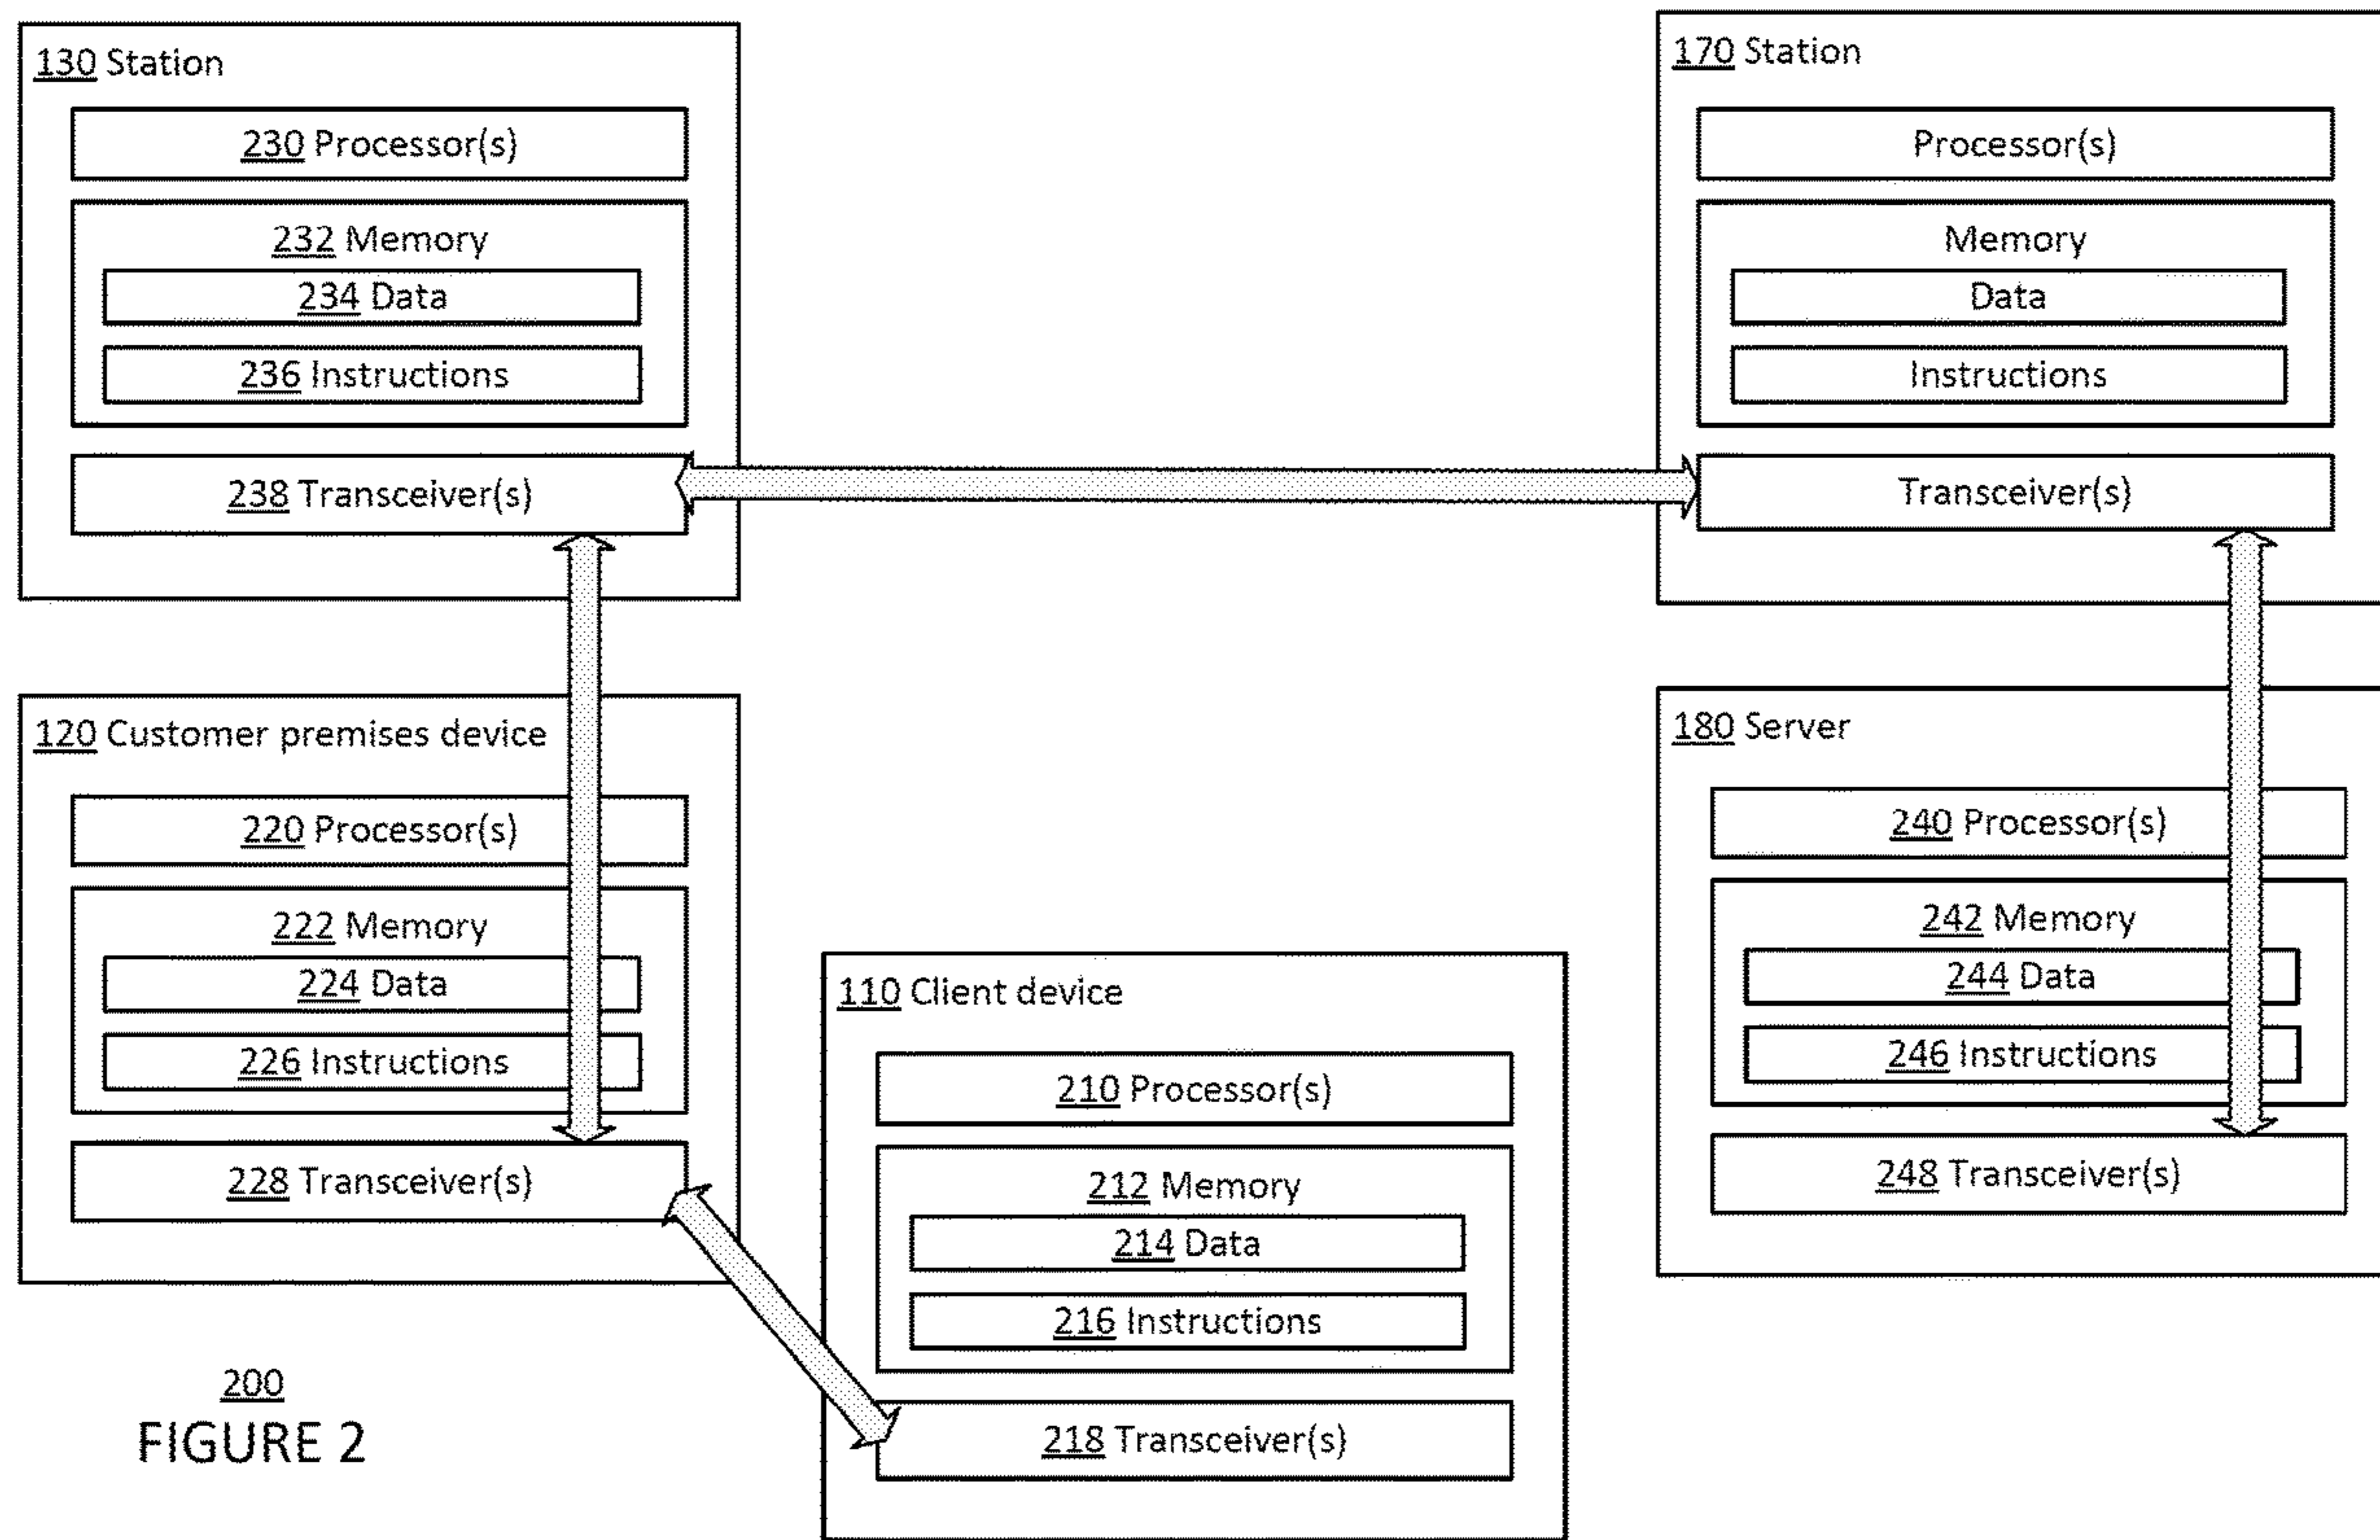 130 Station
230 Processor(s)
232 Memory
234 Data
236 Instructions
238 Transceiver(s)
170 Station
Processor(s)
Memory
Data
Instructions
Transceiver(s)
120 Customer premises device
220 Processor(s)
222 Memory
224 Data
226 Instructions
228 Transceiver(s)
110 Client device
210 Processor(s)
212 Memory
214 Data
216 Instructions
218 Transceiver(s)
180 Server
240 Processor(s)
242 Memory
244 Data
246 Instructions
248 Transceiver(s)
200
FIGURE 2